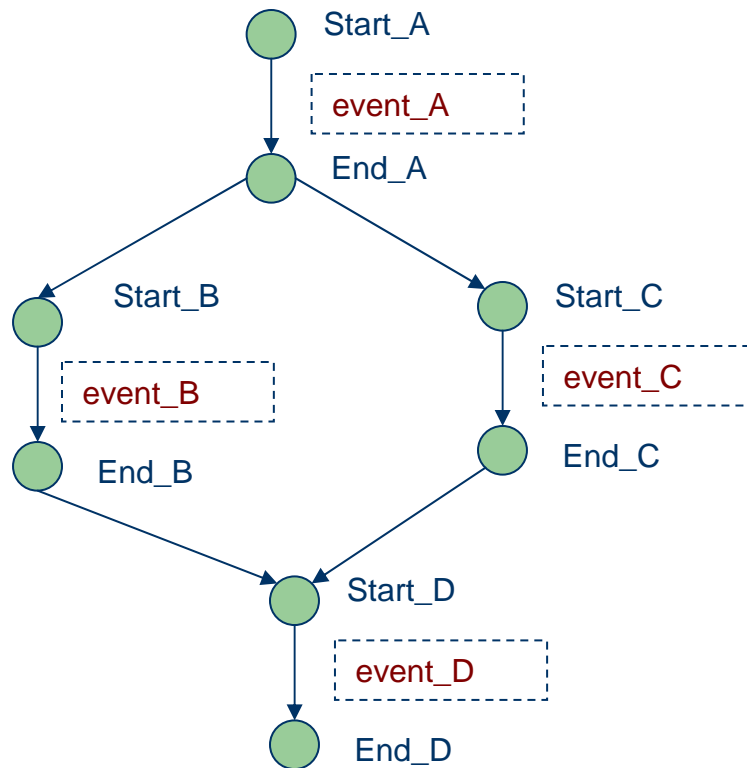 Start_A
event_A
End_A
Start_B
Start_C
event_B
event_C
End_B
End_C
Start_D
event_D
End_D